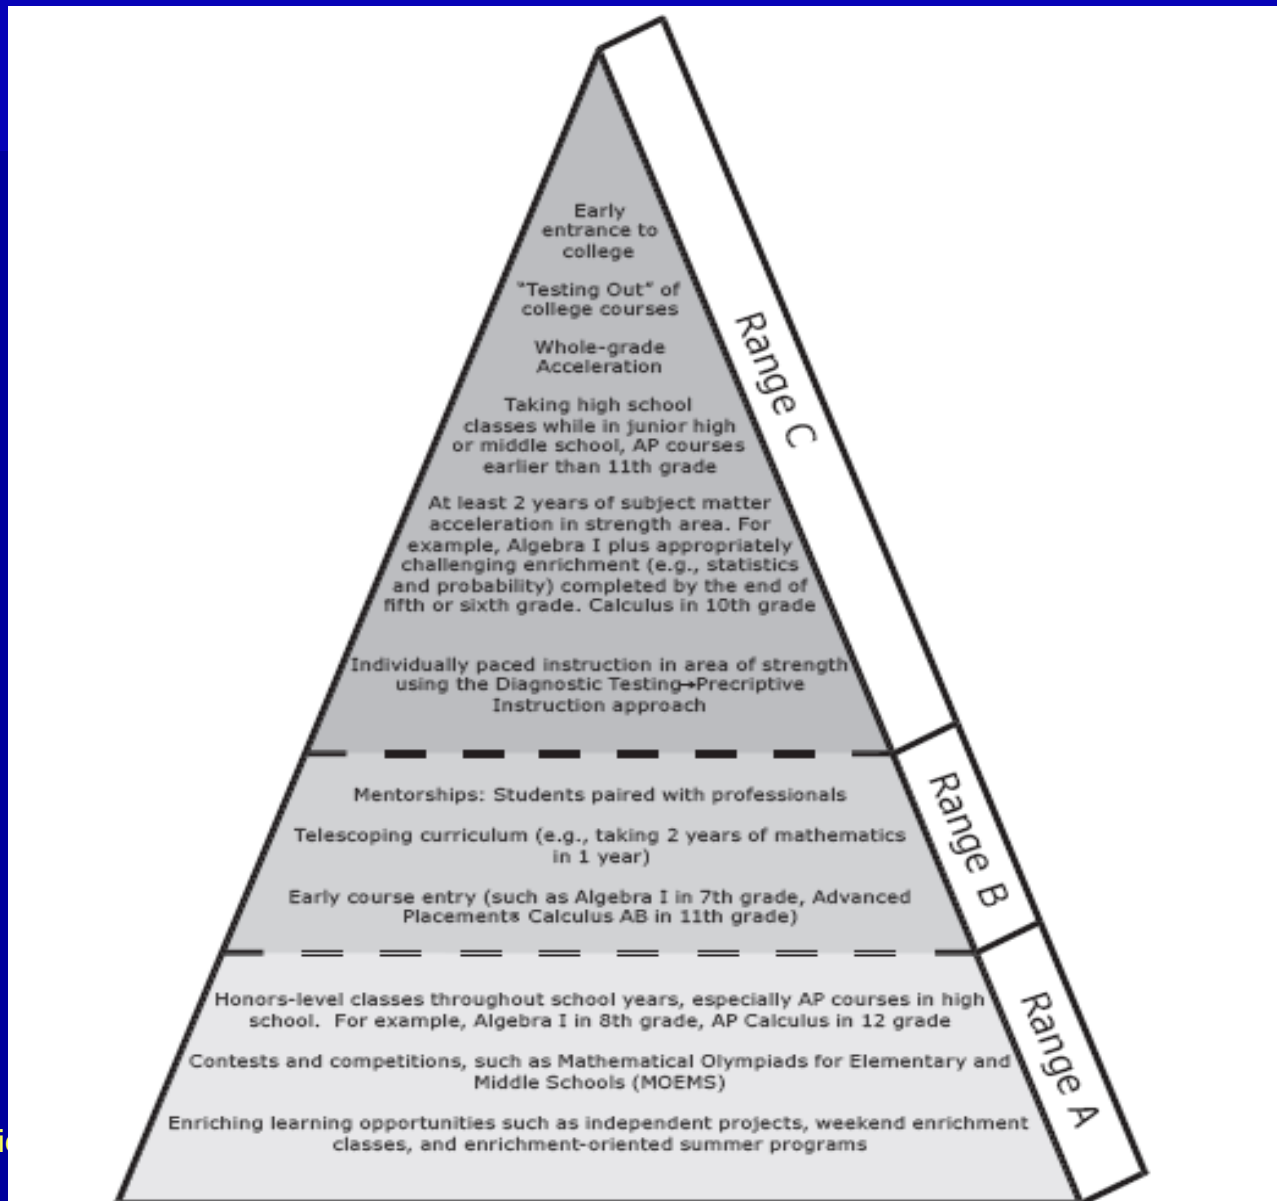 Early
entrance to
college
"Testing Out" of
college courses
Whole-grade
Acceleration
Taking high school
classes while in junior high
or middle school, AP courses
earlier than 11th grade
At least 2 years of subject matter
acceleration in strength area. For
example, Algebra I plus appropriately
challenging enrichment (e.g., statistics
and probability) completed by the end of
fifth or sixth grade. Calculus in 10th grade
Individually paced instruction in area of strength
using the Diagnostic Testing→Precriptive
Instruction approach
Range C
Mentorships: Students paired with professionals
Telescoping curriculum (e.g., taking 2 years of mathematics
in 1 year)
Early course entry (such as Algebra I in 7th grade, Advanced
Placement® Calculus AB in 11th grade)
Range B
Honors-level classes throughout school years, especially AP courses in high
school. For example, Algebra I in 8th grade, AP Calculus in 12 grade
Contests and competitions, such as Mathematical Olympiads for Elementary and
Middle Schools (MOEMS)
Enriching learning opportunities such as independent projects, weekend enrichment
classes, and enrichment-oriented summer programs
Range A